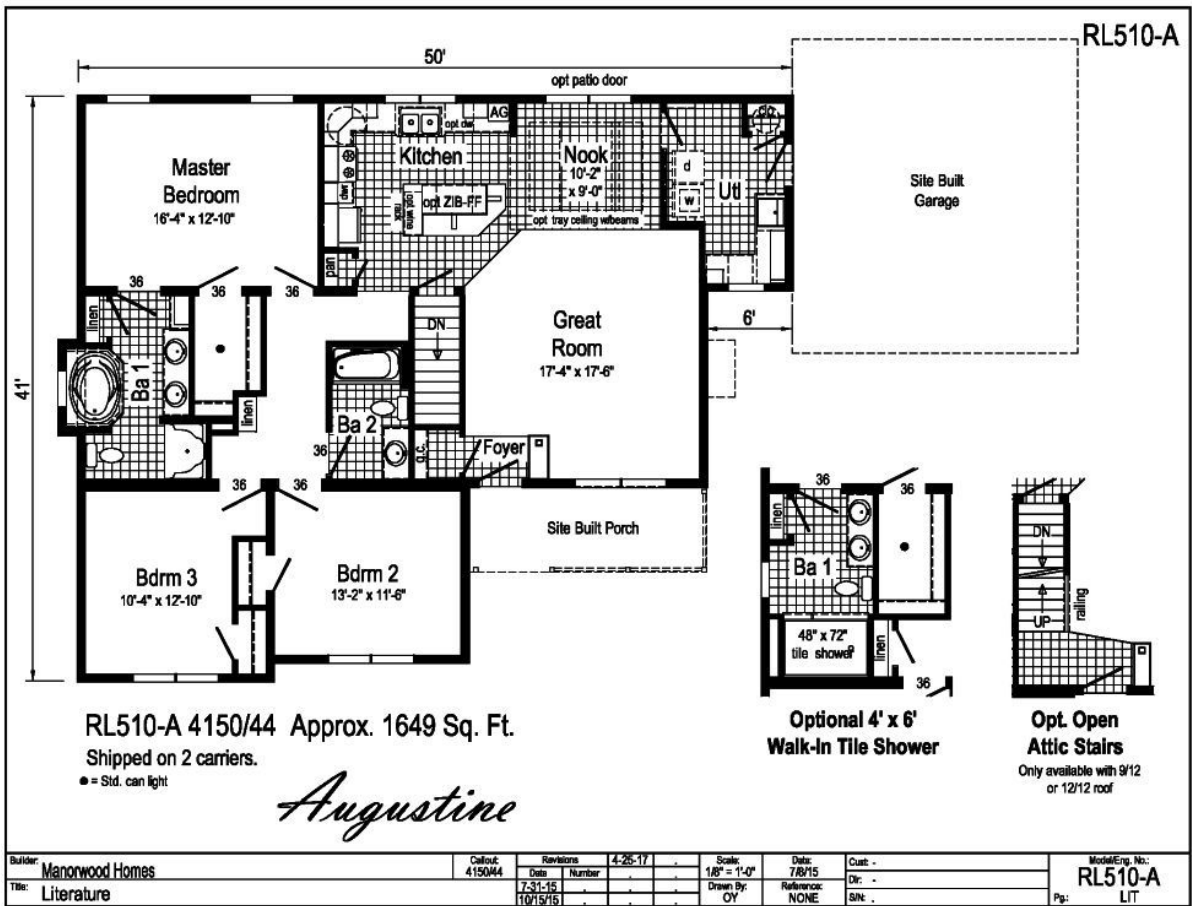 RL510-A
50'
opt patio door
41'
Master
Bedroom
16'-4" x 12'-10"
Kitchen
opt dw
AG
dwr
opt wine
rack
opt ZIB-FF
pan
Nook
10'-2"
x 9'-0"
opt tray ceiling w/beams
d
w
Utl
Site Built
Garage
6'
36
36
36
linen
Ba 1
linen
DN
Great
Room
17'-4" x 17'-6"
Ba 2
36
g.c.
Foyer
36
36
Bdrm 3
10'-4" x 12'-10"
Bdrm 2
13'-2" x 11'-6"
Site Built Porch
36
36
linen
Ba 1
48" x 72"
tile shower
linen
36
Optional 4' x 6'
Walk-In Tile Shower
DN
UP
railing
Opt. Open
Attic Stairs
Only available with 9/12
or 12/12 roof
RL510-A 4150/44 Approx. 1649 Sq. Ft.
Shipped on 2 carriers.
● = Std. can light
Augustine
Builder: Manorwood Homes
Title: Literature
Callout:
4150/44
Revisions 4-25-17
Date Number
7-31-15
10/15/15
Scale:
1/8" = 1'-0"
Drawn By:
OY
Date:
7/8/15
Reference:
NONE
Cust: -
Dir: -
S/N: .
Model/Eng. No.:
RL510-A
Pg.: LIT